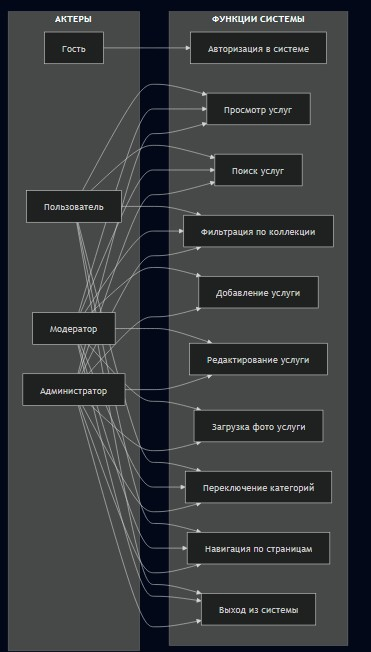 АКТЕРЫ
ФУНКЦИИ СИСТЕМЫ
Гость
Авторизация в системе
Просмотр услуг
Поиск услуг
Пользователь
Фильтрация по коллекции
Добавление услуги
Модератор
Редактирование услуги
Администратор
Загрузка фото услуги
Переключение категорий
Навигация по страницам
Выход из системы